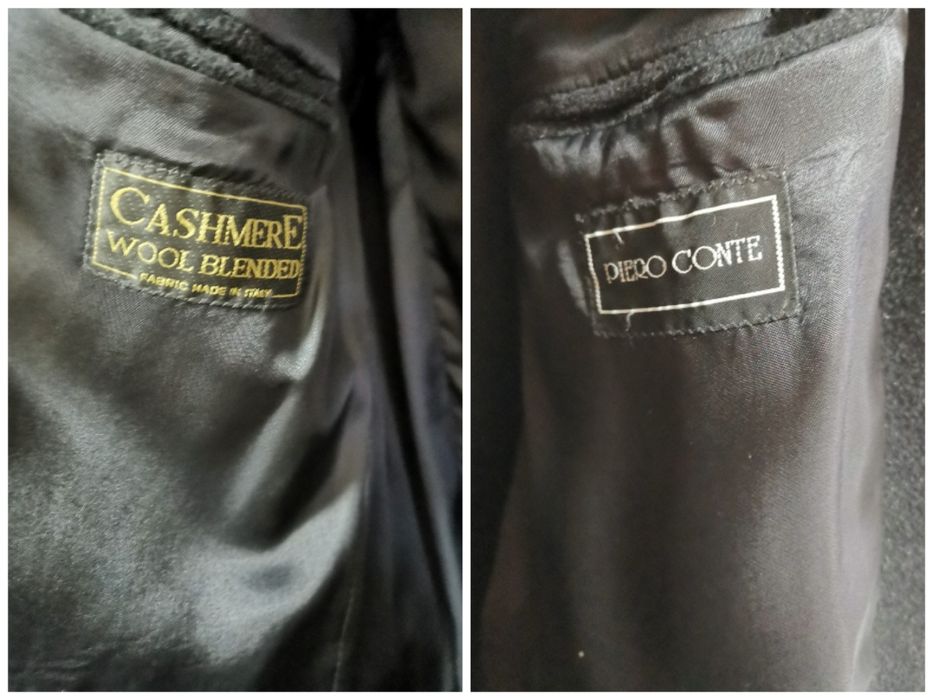 CASHMERE
WOOL BLENDED
FABRIC MADE IN ITALY
PIERO CONTE